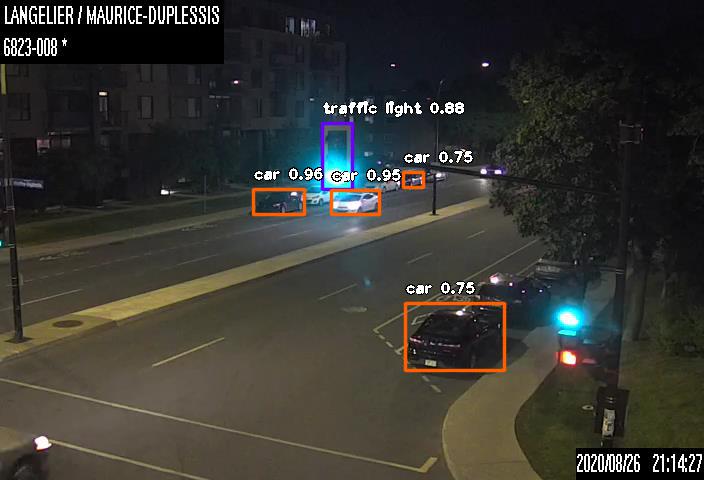 LANGELIER / MAURICE-DUPLESSIS
6823-008 *
traffic light 0.88
car 0.75
car 0.96
car 0.95
car 0.75
2020/08/26 21:14:27